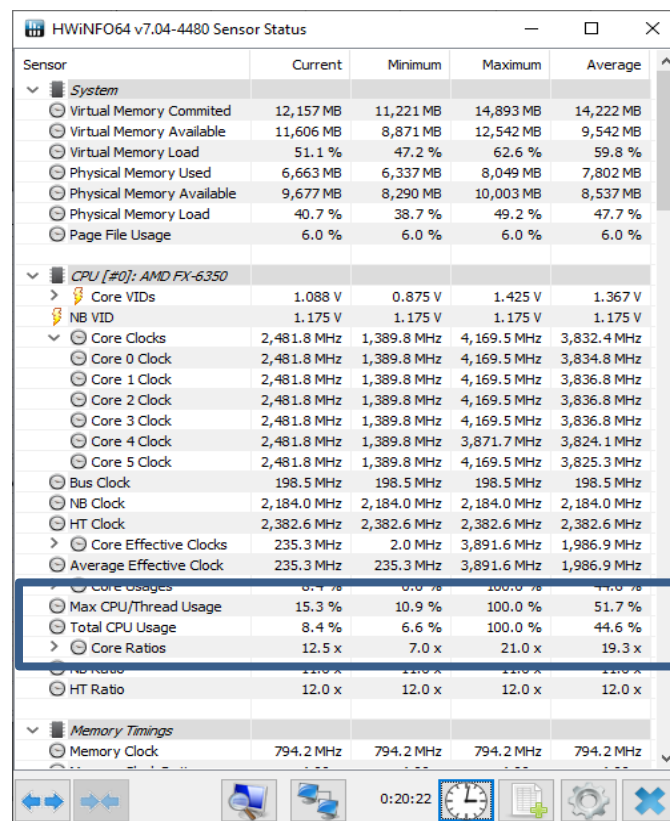 HWiNFO64 v7.04-4480 Sensor Status
Sensor Current Minimum Maximum Average
System
Virtual Memory Commited 12,157 MB 11,221 MB 14,893 MB 14,222 MB
Virtual Memory Available 11,606 MB 8,871 MB 12,542 MB 9,542 MB
Virtual Memory Load 51.1 % 47.2 % 62.6 % 59.8 %
Physical Memory Used 6,663 MB 6,337 MB 8,049 MB 7,802 MB
Physical Memory Available 9,677 MB 8,290 MB 10,003 MB 8,537 MB
Physical Memory Load 40.7 % 38.7 % 49.2 % 47.7 %
Page File Usage 6.0 % 6.0 % 6.0 % 6.0 %
CPU [#0]: AMD FX-6350
Core VIDs 1.088 V 0.875 V 1.425 V 1.367 V
NB VID 1.175 V 1.175 V 1.175 V 1.175 V
Core Clocks 2,481.8 MHz 1,389.8 MHz 4,169.5 MHz 3,832.4 MHz
Core 0 Clock 2,481.8 MHz 1,389.8 MHz 4,169.5 MHz 3,834.8 MHz
Core 1 Clock 2,481.8 MHz 1,389.8 MHz 4,169.5 MHz 3,836.8 MHz
Core 2 Clock 2,481.8 MHz 1,389.8 MHz 4,169.5 MHz 3,836.8 MHz
Core 3 Clock 2,481.8 MHz 1,389.8 MHz 4,169.5 MHz 3,836.8 MHz
Core 4 Clock 2,481.8 MHz 1,389.8 MHz 3,871.7 MHz 3,824.1 MHz
Core 5 Clock 2,481.8 MHz 1,389.8 MHz 4,169.5 MHz 3,825.3 MHz
Bus Clock 198.5 MHz 198.5 MHz 198.5 MHz 198.5 MHz
NB Clock 2,184.0 MHz 2,184.0 MHz 2,184.0 MHz 2,184.0 MHz
HT Clock 2,382.6 MHz 2,382.6 MHz 2,382.6 MHz 2,382.6 MHz
Core Effective Clocks 235.3 MHz 2.0 MHz 3,891.6 MHz 1,986.9 MHz
Average Effective Clock 235.3 MHz 235.3 MHz 3,891.6 MHz 1,986.9 MHz
Core Usages 8.4 % 0.0 % 100.0 % 44.6 %
Max CPU/Thread Usage 15.3 % 10.9 % 100.0 % 51.7 %
Total CPU Usage 8.4 % 6.6 % 100.0 % 44.6 %
Core Ratios 12.5 x 7.0 x 21.0 x 19.3 x
NB Ratio 11.0 x 11.0 x 11.0 x 11.0 x
HT Ratio 12.0 x 12.0 x 12.0 x 12.0 x
Memory Timings
Memory Clock 794.2 MHz 794.2 MHz 794.2 MHz 794.2 MHz
0:20:22